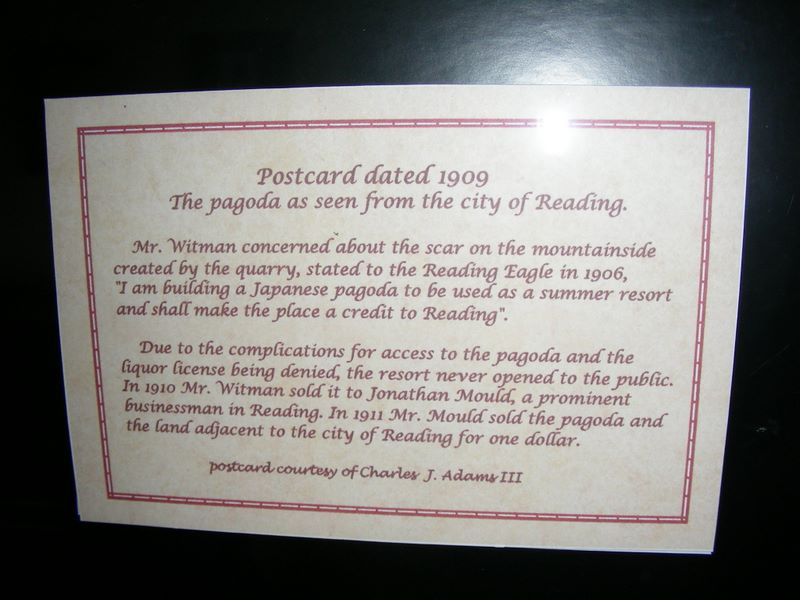 Postcard dated 1909
The pagoda as seen from the city of Reading.
Mr. Witman concerned about the scar on the mountainside
created by the quarry, stated to the Reading Eagle in 1906,
"I am building a Japanese pagoda to be used as a summer resort
and shall make the place a credit to Reading".
Due to the complications for access to the pagoda and the
liquor license being denied, the resort never opened to the public.
In 1910 Mr. Witman sold it to Jonathan Mould, a prominent
businessman in Reading. In 1911 Mr. Mould sold the pagoda and
the land adjacent to the city of Reading for one dollar.
postcard courtesy of Charles J. Adams III